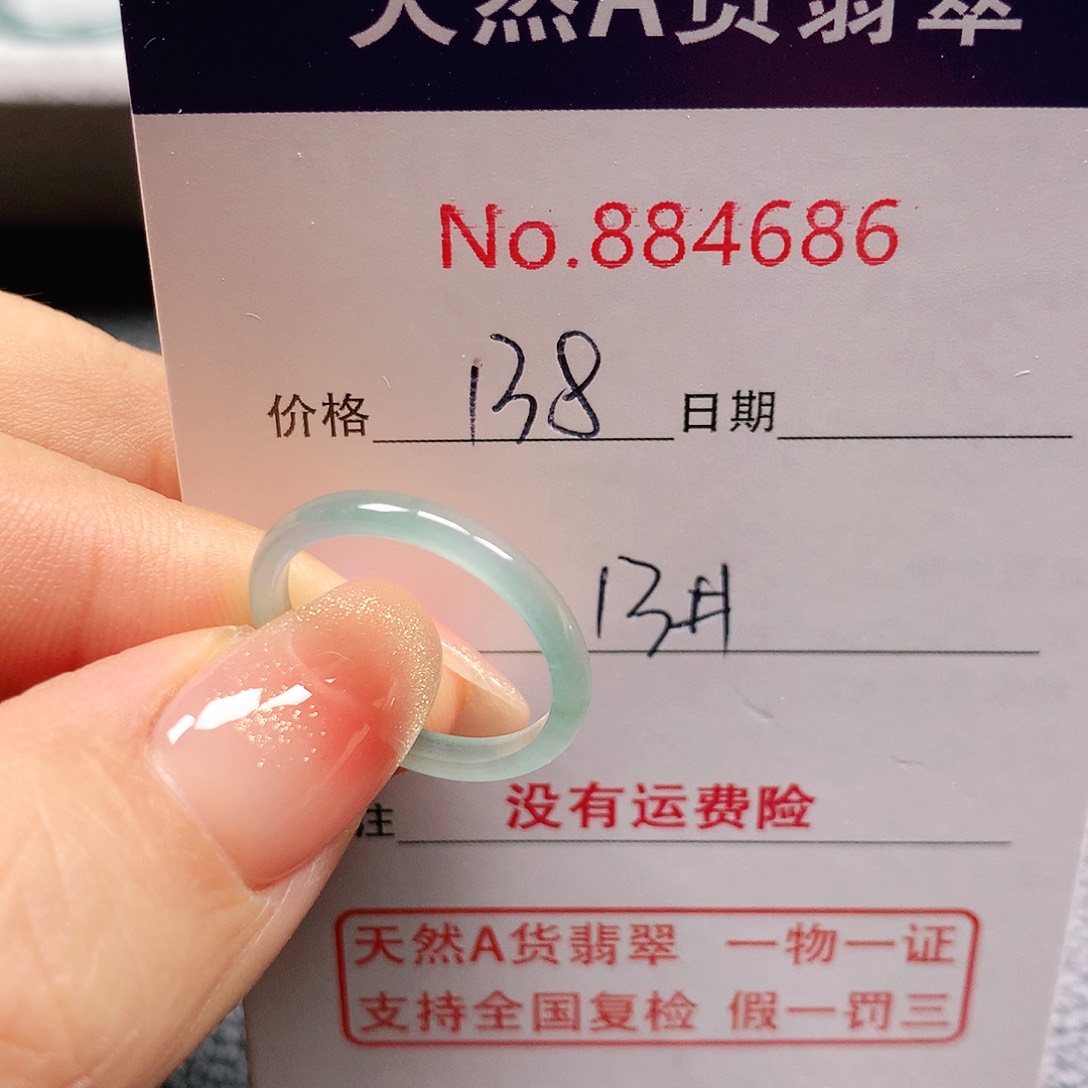 天然A货翡翠
No.884686
价格 138 日期
13#
注 没有运费险
天然A货翡翠 一物一证
支持全国复检 假一罚三